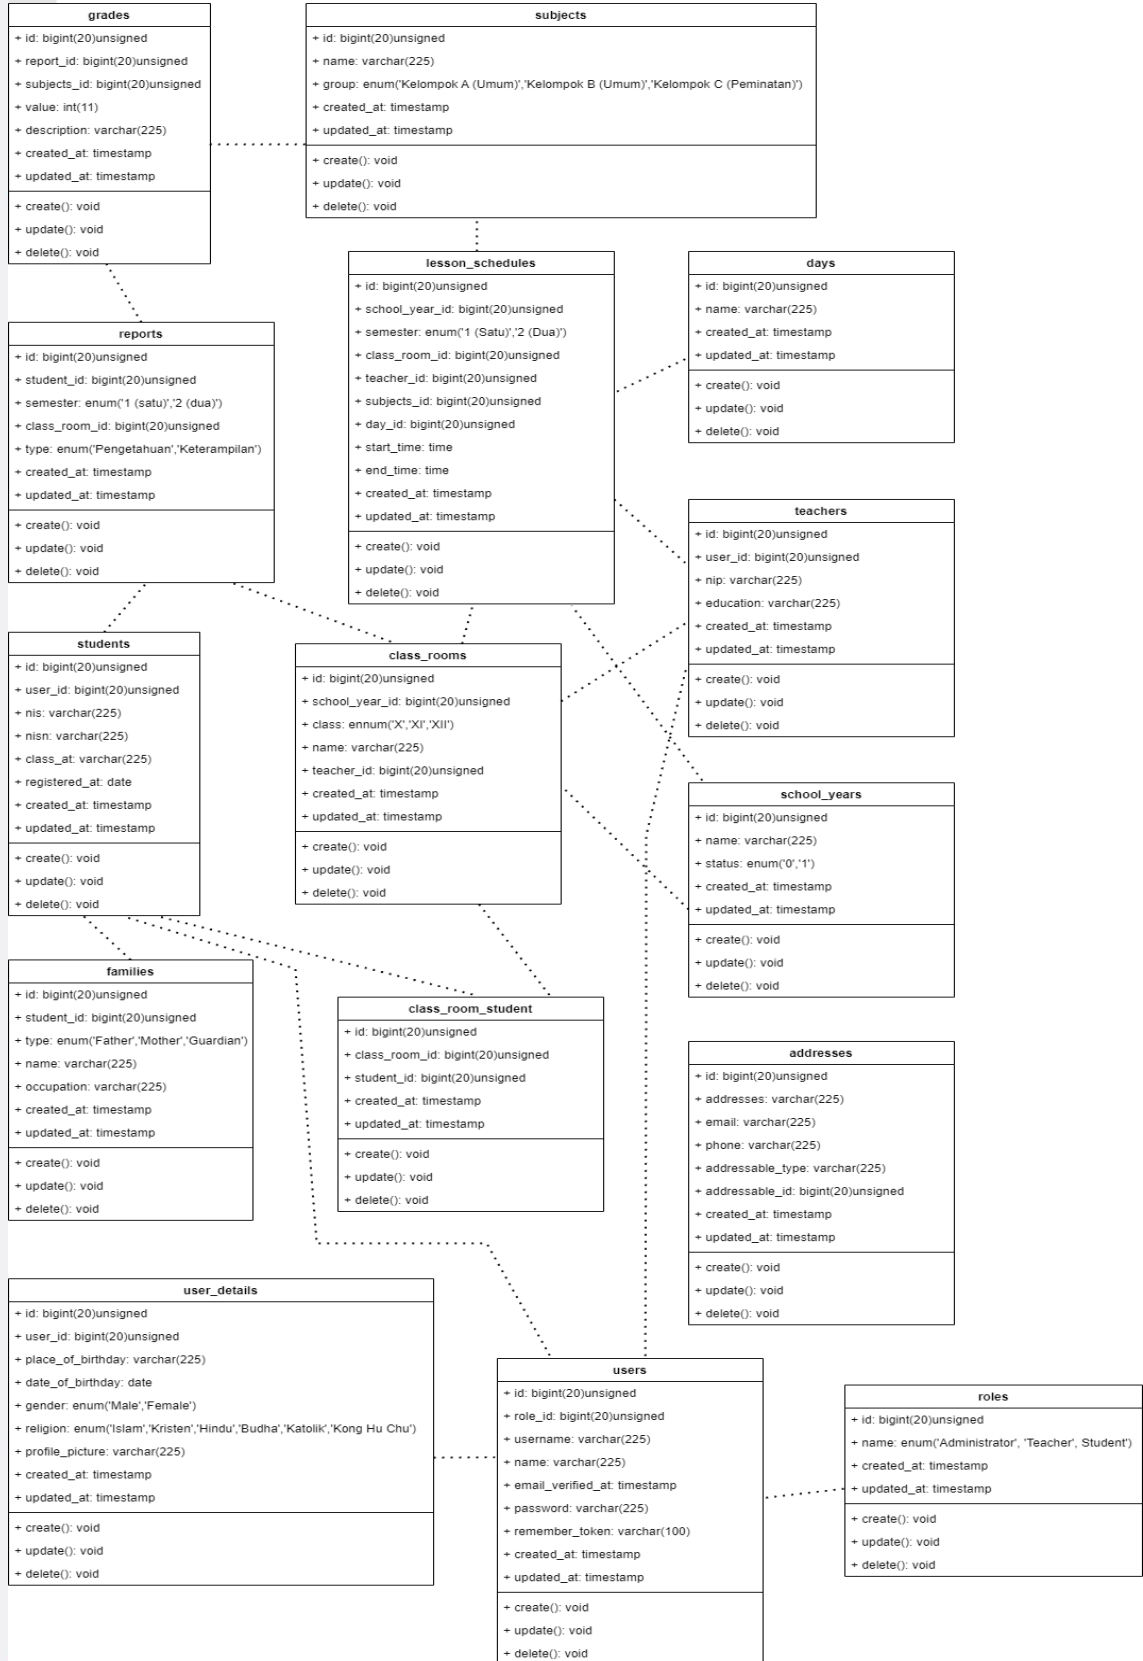 grades
+ id: bigint(20)unsigned
+ report_id: bigint(20)unsigned
+ subjects_id: bigint(20)unsigned
+ value: int(11)
+ description: varchar(225)
+ created_at: timestamp
+ updated_at: timestamp
+ create(): void
+ update(): void
+ delete(): void
subjects
+ id: bigint(20)unsigned
+ name: varchar(225)
+ group: enum('Kelompok A (Umum)','Kelompok B (Umum)','Kelompok C (Peminatan)')
+ created_at: timestamp
+ updated_at: timestamp
+ create(): void
+ update(): void
+ delete(): void
lesson_schedules
+ id: bigint(20)unsigned
+ school_year_id: bigint(20)unsigned
+ semester: enum('1 (Satu)','2 (Dua)')
+ class_room_id: bigint(20)unsigned
+ teacher_id: bigint(20)unsigned
+ subjects_id: bigint(20)unsigned
+ day_id: bigint(20)unsigned
+ start_time: time
+ end_time: time
+ created_at: timestamp
+ updated_at: timestamp
+ create(): void
+ update(): void
+ delete(): void
days
+ id: bigint(20)unsigned
+ name: varchar(225)
+ created_at: timestamp
+ updated_at: timestamp
+ create(): void
+ update(): void
+ delete(): void
reports
+ id: bigint(20)unsigned
+ student_id: bigint(20)unsigned
+ semester: enum('1 (satu)','2 (dua)')
+ class_room_id: bigint(20)unsigned
+ type: enum('Pengetahuan','Keterampilan')
+ created_at: timestamp
+ updated_at: timestamp
+ create(): void
+ update(): void
+ delete(): void
teachers
+ id: bigint(20)unsigned
+ user_id: bigint(20)unsigned
+ nip: varchar(225)
+ education: varchar(225)
+ created_at: timestamp
+ updated_at: timestamp
+ create(): void
+ update(): void
+ delete(): void
students
+ id: bigint(20)unsigned
+ user_id: bigint(20)unsigned
+ nis: varchar(225)
+ nisn: varchar(225)
+ class_at: varchar(225)
+ registered_at: date
+ created_at: timestamp
+ updated_at: timestamp
+ create(): void
+ update(): void
+ delete(): void
class_rooms
+ id: bigint(20)unsigned
+ school_year_id: bigint(20)unsigned
+ class: ennum('X','XI','XII')
+ name: varchar(225)
+ teacher_id: bigint(20)unsigned
+ created_at: timestamp
+ updated_at: timestamp
+ create(): void
+ update(): void
+ delete(): void
school_years
+ id: bigint(20)unsigned
+ name: varchar(225)
+ status: enum('0','1')
+ created_at: timestamp
+ updated_at: timestamp
+ create(): void
+ update(): void
+ delete(): void
families
+ id: bigint(20)unsigned
+ student_id: bigint(20)unsigned
+ type: enum('Father','Mother','Guardian')
+ name: varchar(225)
+ occupation: varchar(225)
+ created_at: timestamp
+ updated_at: timestamp
+ create(): void
+ update(): void
+ delete(): void
class_room_student
+ id: bigint(20)unsigned
+ class_room_id: bigint(20)unsigned
+ student_id: bigint(20)unsigned
+ created_at: timestamp
+ updated_at: timestamp
+ create(): void
+ update(): void
+ delete(): void
addresses
+ id: bigint(20)unsigned
+ addresses: varchar(225)
+ email: varchar(225)
+ phone: varchar(225)
+ addressable_type: varchar(225)
+ addressable_id: bigint(20)unsigned
+ created_at: timestamp
+ updated_at: timestamp
+ create(): void
+ update(): void
+ delete(): void
user_details
+ id: bigint(20)unsigned
+ user_id: bigint(20)unsigned
+ place_of_birthday: varchar(225)
+ date_of_birthday: date
+ gender: enum('Male','Female')
+ religion: enum('Islam','Kristen','Hindu','Budha','Katolik','Kong Hu Chu')
+ profile_picture: varchar(225)
+ created_at: timestamp
+ updated_at: timestamp
+ create(): void
+ update(): void
+ delete(): void
users
+ id: bigint(20)unsigned
+ role_id: bigint(20)unsigned
+ username: varchar(225)
+ name: varchar(225)
+ email_verified_at: timestamp
+ password: varchar(225)
+ remember_token: varchar(100)
+ created_at: timestamp
+ updated_at: timestamp
+ create(): void
+ update(): void
+ delete(): void
roles
+ id: bigint(20)unsigned
+ name: enum('Administrator', 'Teacher', Student')
+ created_at: timestamp
+ updated_at: timestamp
+ create(): void
+ update(): void
+ delete(): void